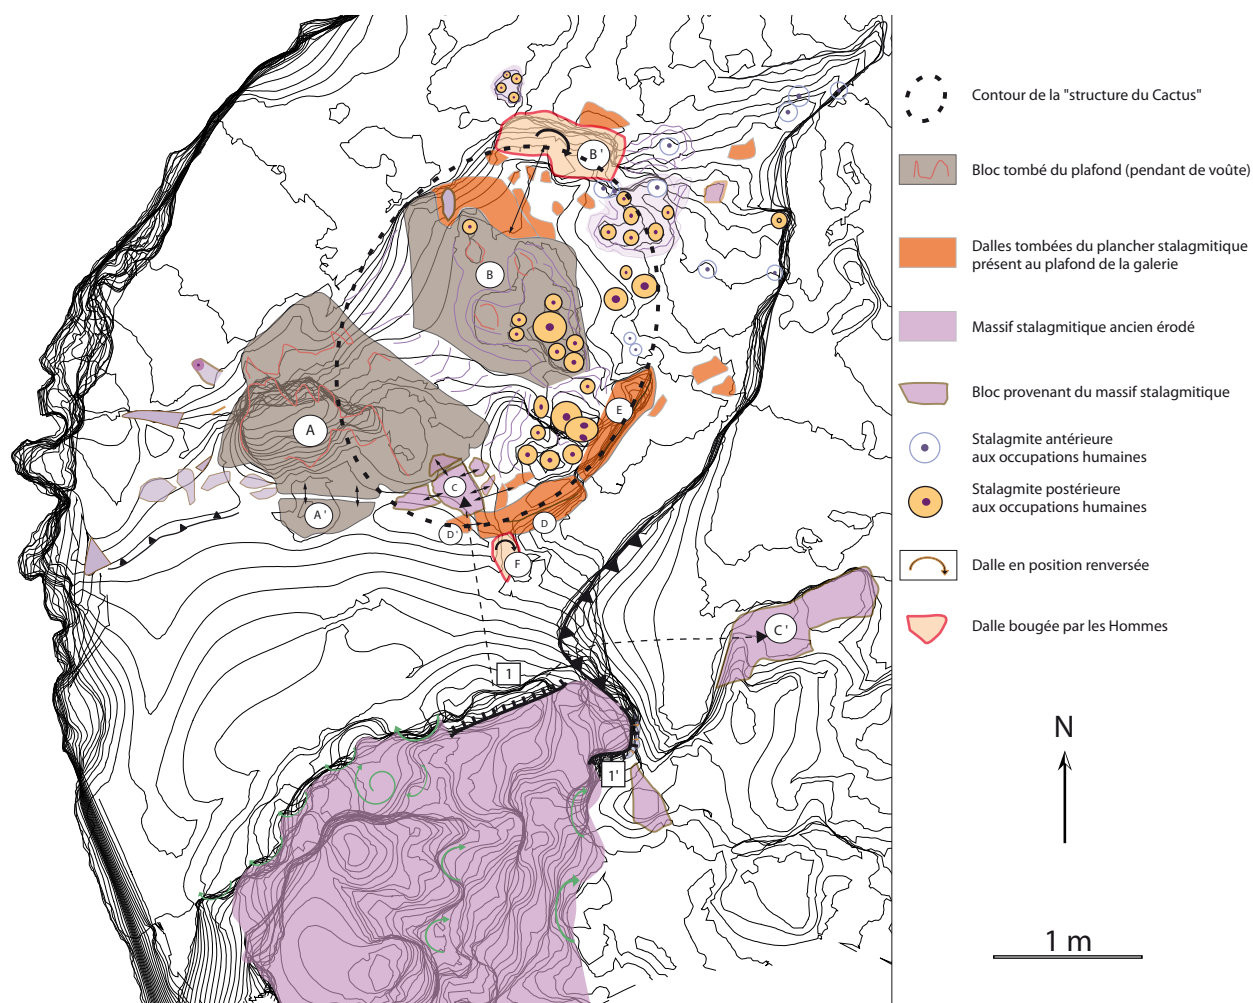 B'
B
A
E
C
A'
D
D'
F
C'
1
1'
Contour de la "structure du Cactus"
Bloc tombé du plafond (pendant de voûte)
Dalles tombées du plancher stalagmitique
présent au plafond de la galerie
Massif stalagmitique ancien érodé
Bloc provenant du massif stalagmitique
Stalagmite antérieure
aux occupations humaines
Stalagmite postérieure
aux occupations humaines
Dalle en position renversée
Dalle bougée par les Hommes
N
1 m